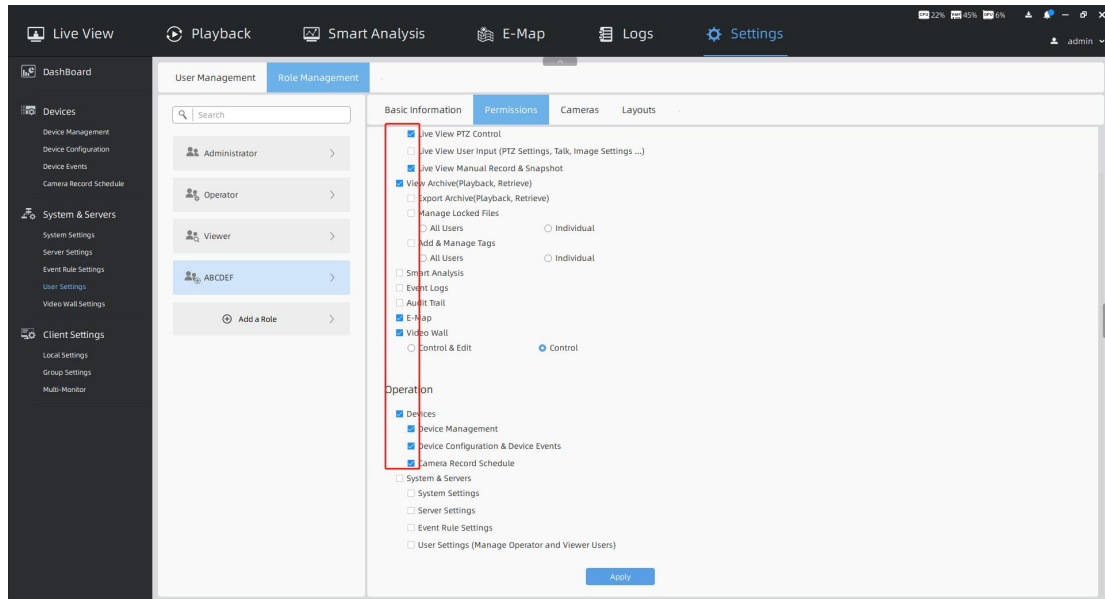 CPU 22% 45% 6%
Live View Playback Smart Analysis E-Map Logs Settings
admin
DashBoard
Devices
Device Management
Device Configuration
Device Events
Camera Record Schedule
System & Servers
System Settings
Server Settings
Event Rule Settings
User Settings
Video Wall Settings
Client Settings
Local Settings
Group Settings
Multi-Monitor
User Management Role Management
Search
Administrator
Operator
Viewer
ABCDEF
Add a Role
Basic Information Permissions Cameras Layouts
Live View PTZ Control
Live View User Input (PTZ Settings, Talk, Image Settings ...)
Live View Manual Record & Snapshot
View Archive(Playback, Retrieve)
Export Archive(Playback, Retrieve)
Manage Locked Files
All Users Individual
Add & Manage Tags
All Users Individual
Smart Analysis
Event Logs
Audit Trail
E-Map
Video Wall
Control & Edit Control
Operation
Devices
Device Management
Device Configuration & Device Events
Camera Record Schedule
System & Servers
System Settings
Server Settings
Event Rule Settings
User Settings (Manage Operator and Viewer Users)
Apply